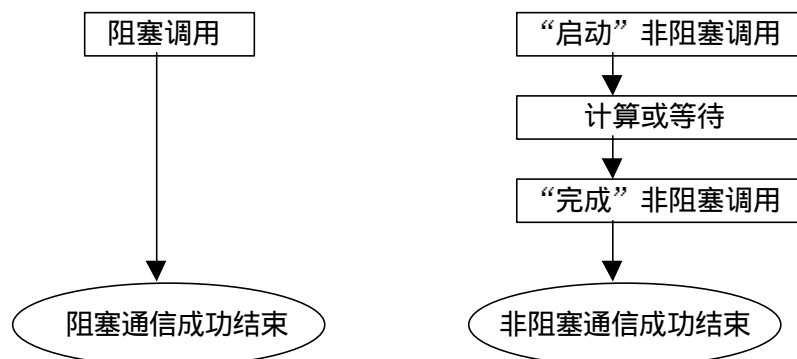 阻塞调用
阻塞通信成功结束
“启动”非阻塞调用
计算或等待
“完成”非阻塞调用
非阻塞通信成功结束